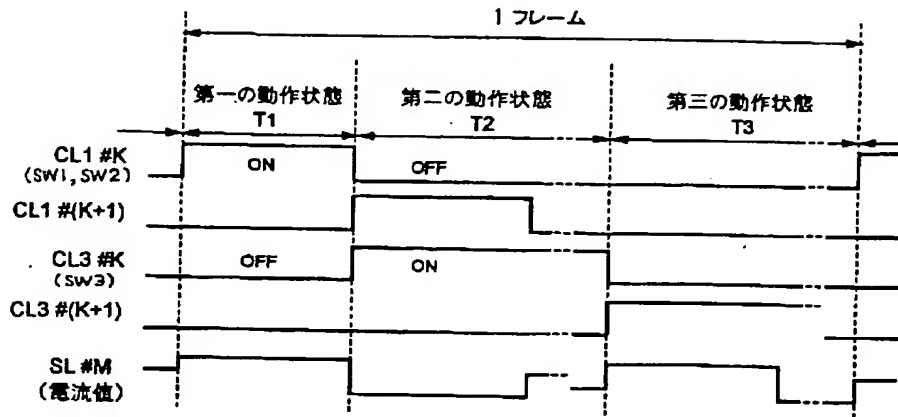 1 フレーム
第一の動作状態
T1
第二の動作状態
T2
第三の動作状態
T3
CL1 #K
(SW1, SW2)
ON
OFF
CL1 #(K+1)
CL3 #K
(SW3)
OFF
ON
CL3 #(K+1)
SL #M
(電流値)